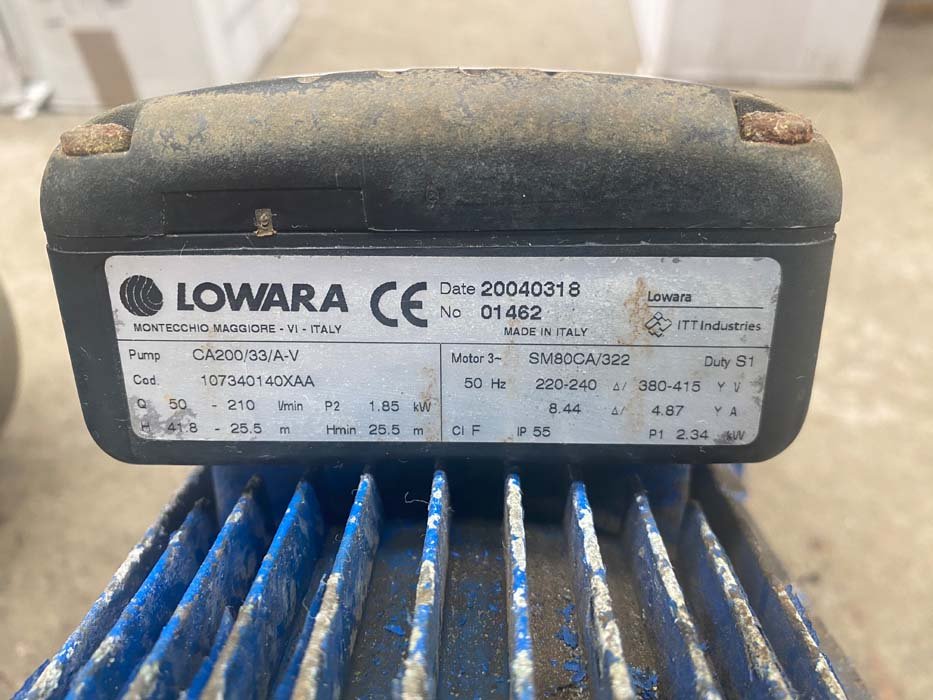 LOWARA
MONTECCHIO MAGGIORE - VI - ITALY
CE
Date 20040318
No 01462
MADE IN ITALY
Lowara
ITT Industries
Pump CA200/33/A-V
Cod. 107340140XAA
Q 50 - 210 l/min P2 1.85 kW
H 41.8 - 25.5 m Hmin 25.5 m
Motor 3~ SM80CA/322 Duty S1
50 Hz 220-240 Δ/ 380-415 Y V
8.44 Δ/ 4.87 Y A
Cl F IP 55 P1 2.34 kW